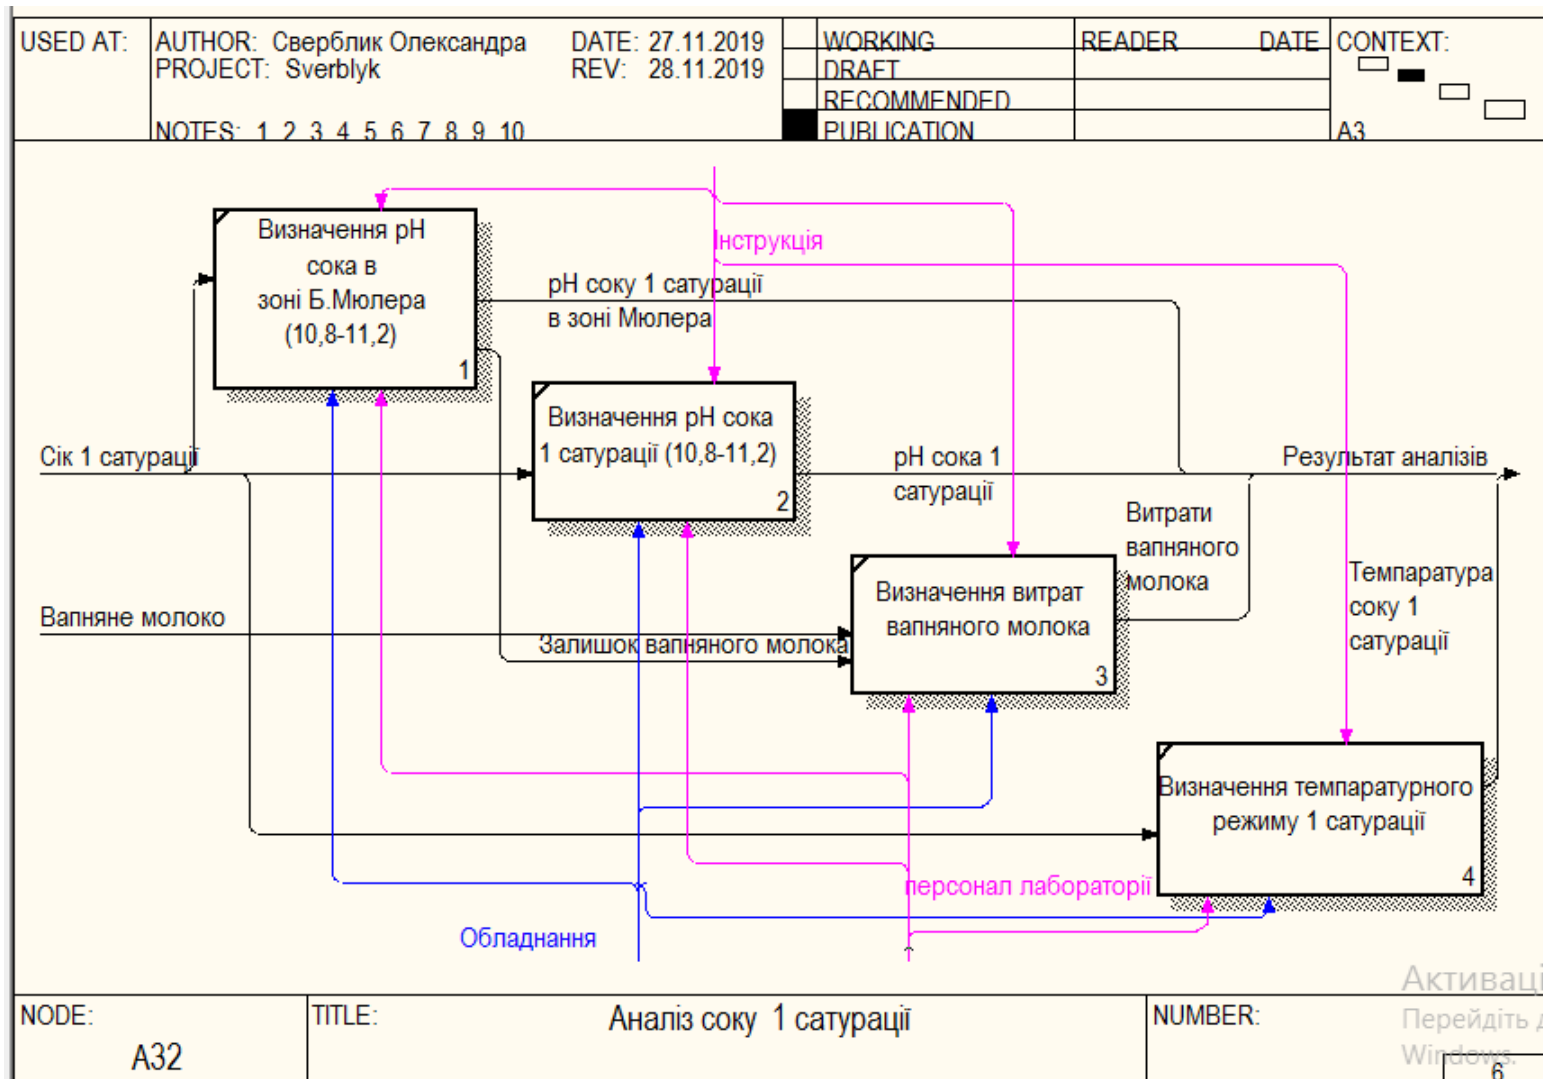 USED AT:
AUTHOR: Сверблик Олександра
DATE: 27.11.2019
PROJECT: Sverblyk
REV: 28.11.2019
NOTES: 1 2 3 4 5 6 7 8 9 10
WORKING
DRAFT
RECOMMENDED
PUBLICATION
READER
DATE
CONTEXT:
A3
Визначення рН
сока в
зоні Б.Мюлера
(10,8-11,2)
1
Інструкція
рН соку 1 сатурації
в зоні Мюлера
Визначення рН сока
1 сатурації (10,8-11,2)
2
Сік 1 сатурації
рН сока 1
сатурації
Результат аналізів
Витрати
вапняного
молока
Вапняне молоко
Залишок вапняного молока
Визначення витрат
вапняного молока
3
Темпаратура
соку 1
сатурації
Визначення темпаратурного
режиму 1 сатурації
4
персонал лабораторії
Обладнання
NODE:
A32
TITLE:
Аналіз соку 1 сатурації
NUMBER:
6
Активаці
Перейдіть д
Windows.